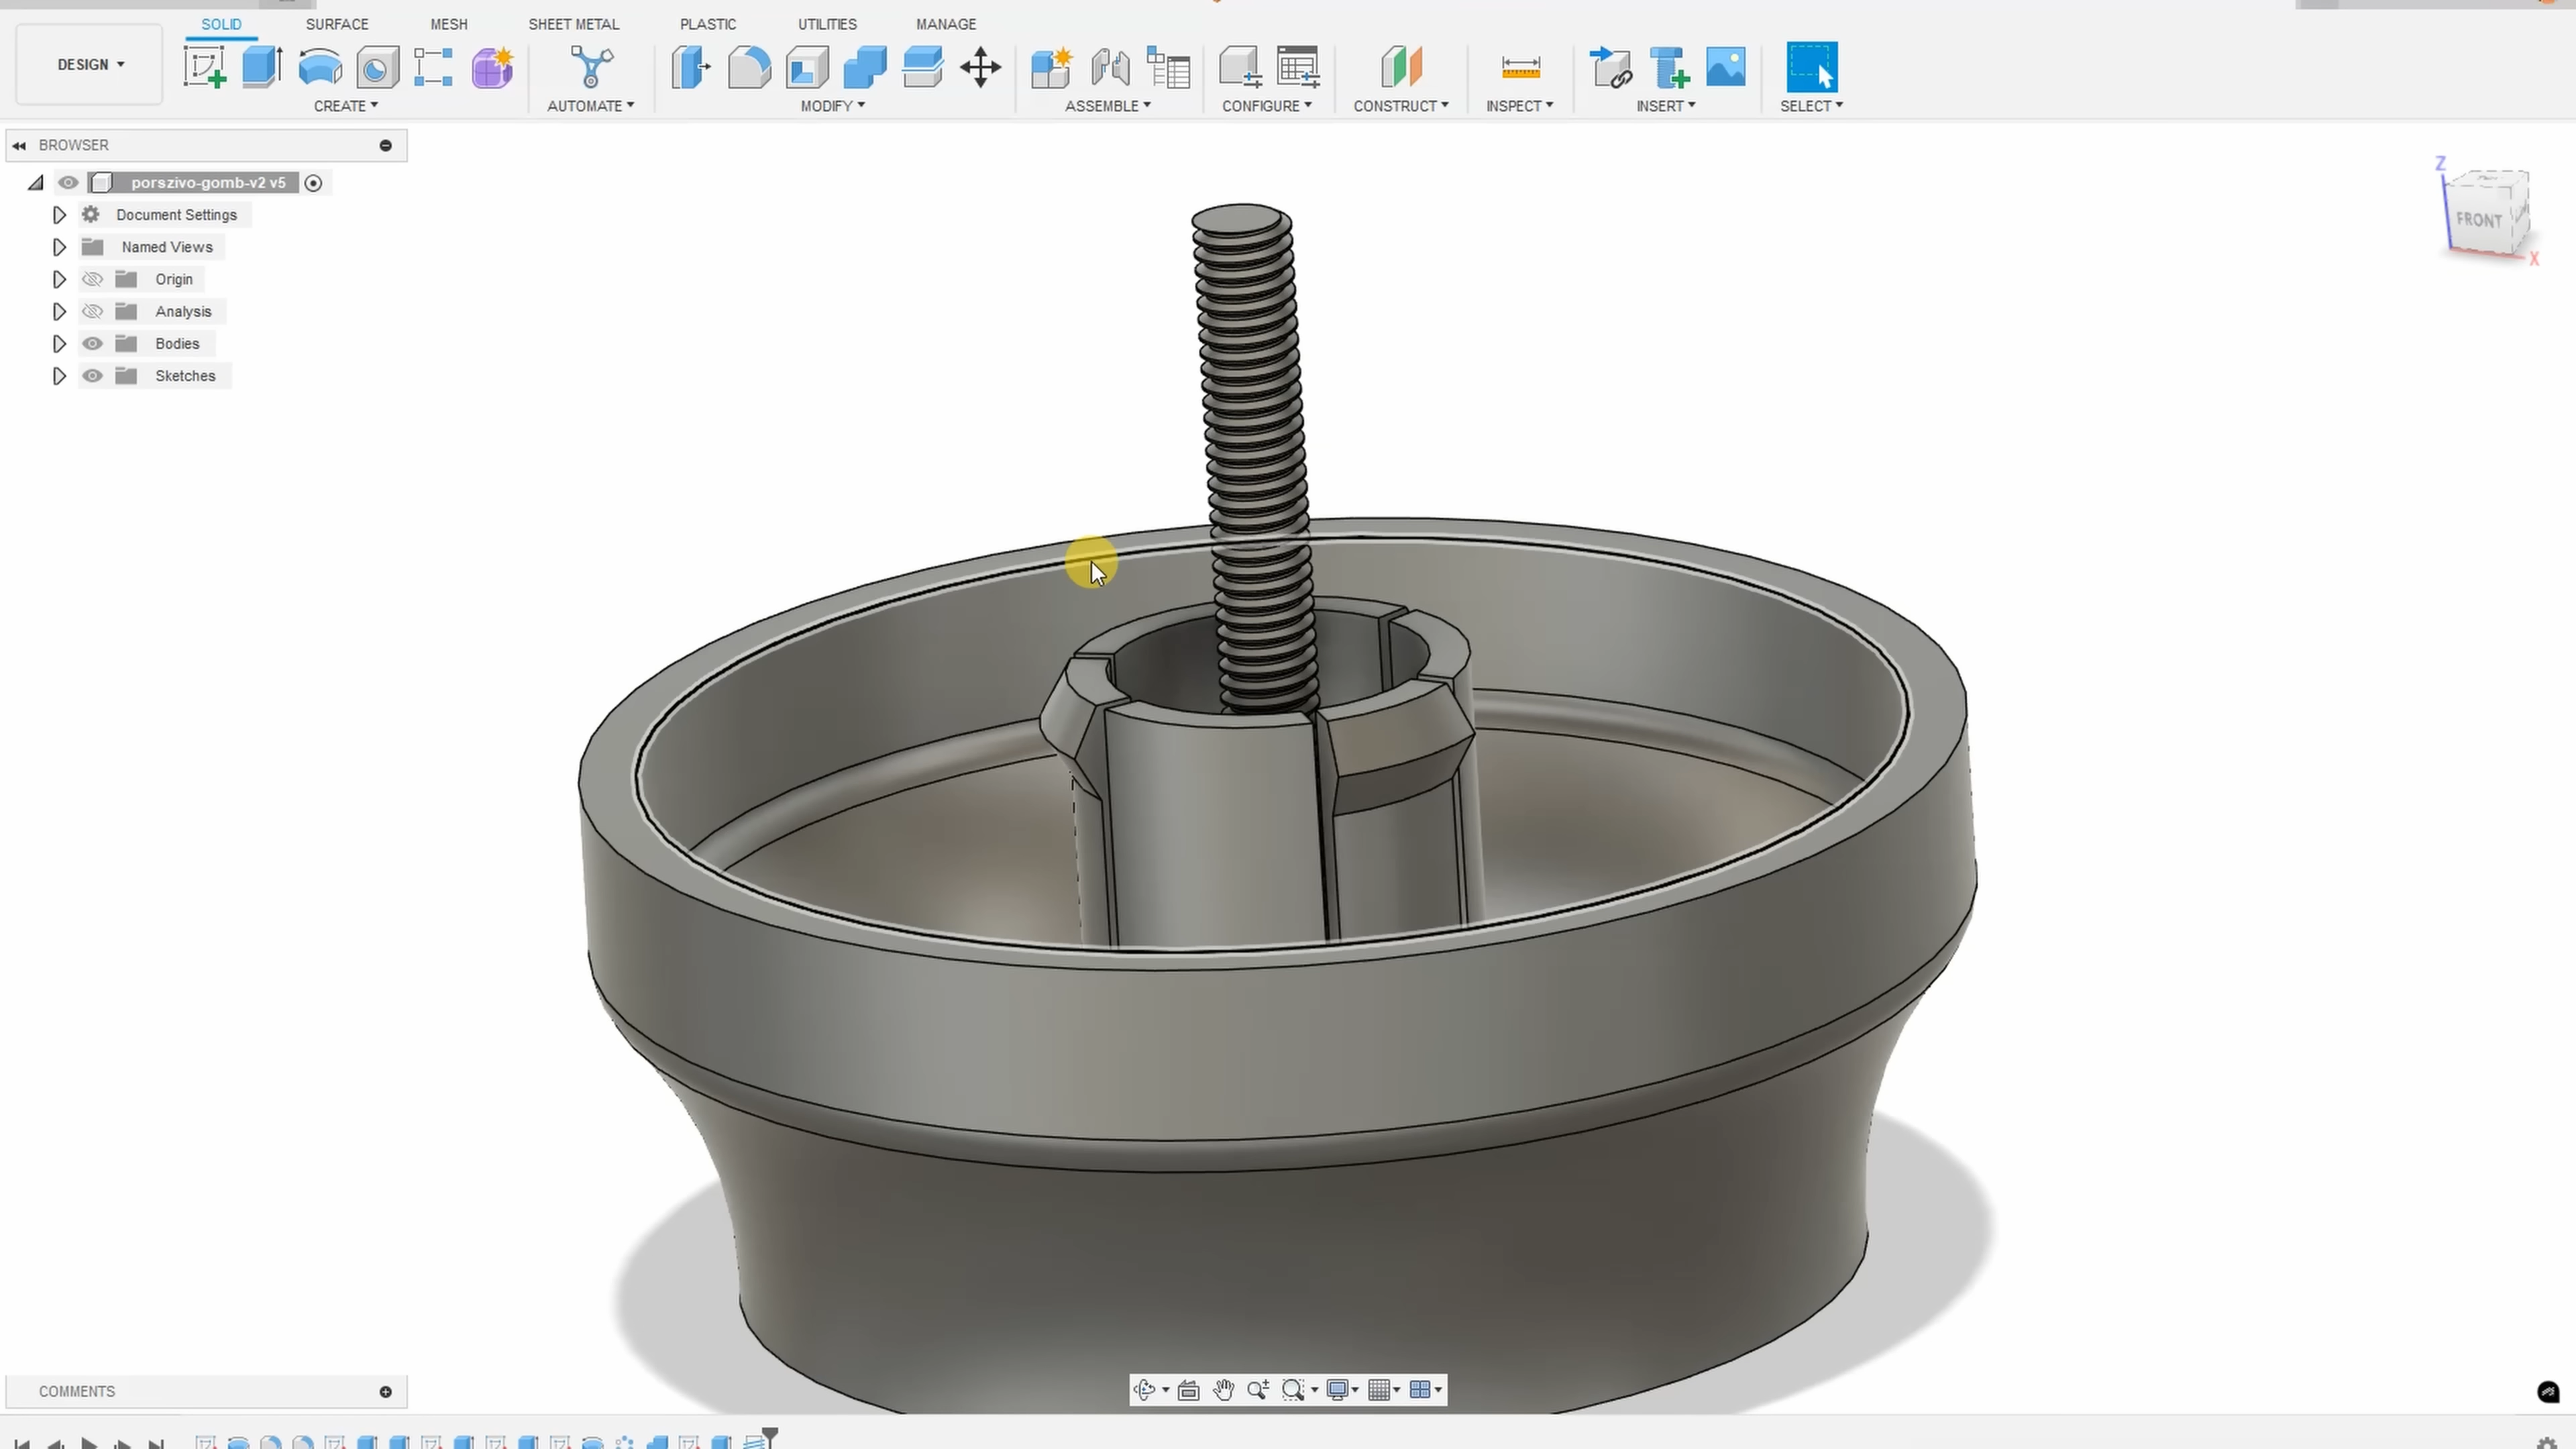 SOLID SURFACE MESH SHEET METAL PLASTIC UTILITIES MANAGE
DESIGN
CREATE AUTOMATE MODIFY ASSEMBLE CONFIGURE CONSTRUCT INSPECT INSERT SELECT
BROWSER
porszivo-gomb-v2 v5
Document Settings
Named Views
Origin
Analysis
Bodies
Sketches
Z
FRONT
X
COMMENTS